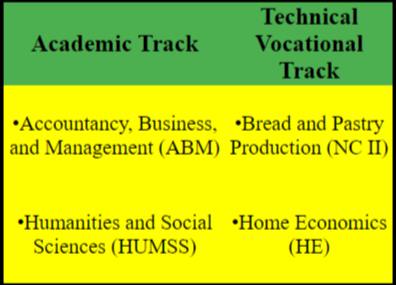 Academic Track
Technical
Vocational
Track
•Accountancy, Business,
and Management (ABM)
•Bread and Pastry
Production (NC II)
•Humanities and Social
Sciences (HUMSS)
•Home Economics
(HE)